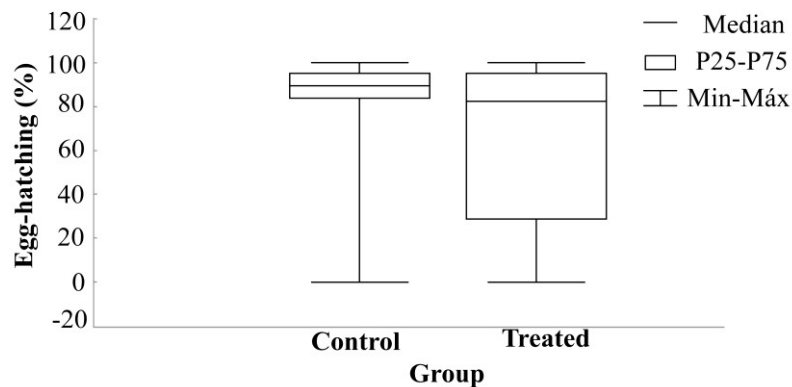 120
100
80
60
40
20
0
-20
Egg-hatching (%)
Control
Treated
Group
Median
P25-P75
Min-Máx